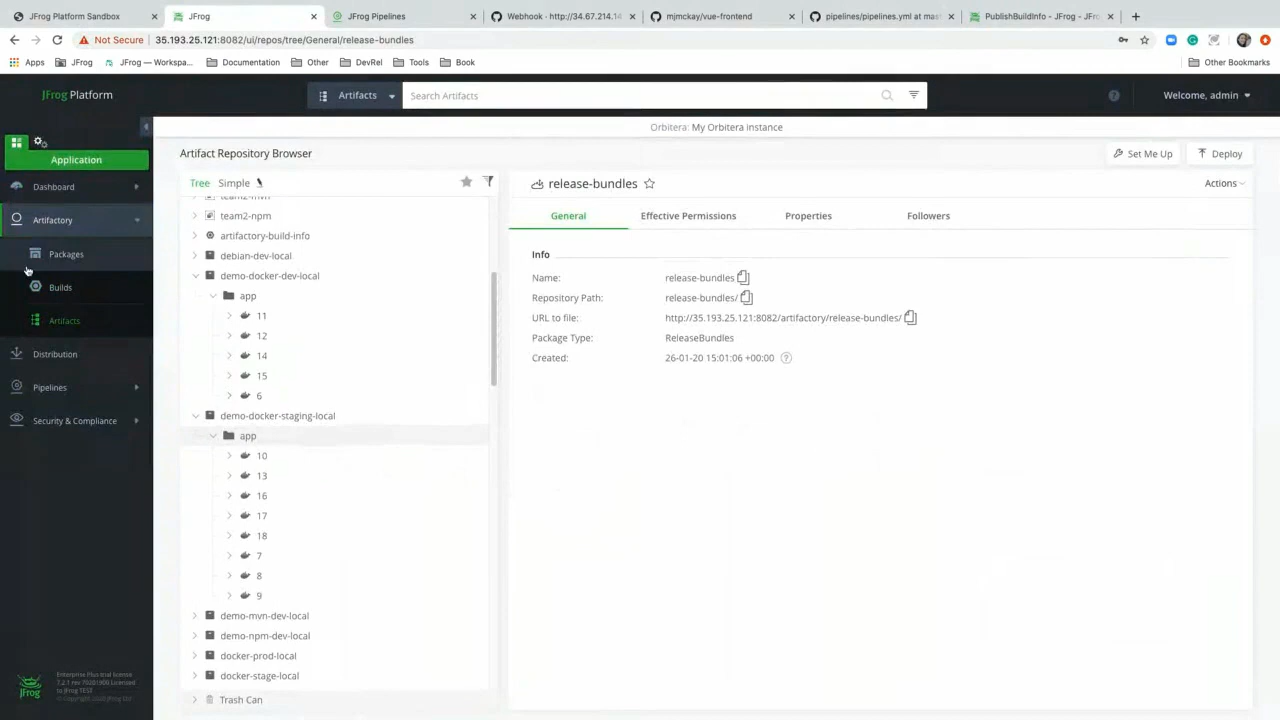 JFrog Platform Sandbox
JFrog
JFrog Pipelines
Webhook · http://34.67.214.14
mjmckay/vue-frontend
pipelines/pipelines.yml at mas
PublishBuildInfo - JFrog - JFro
Not Secure
35.193.25.121:8082/ui/repos/tree/General/release-bundles
Apps
JFrog
JFrog — Workspa...
Documentation
Other
DevRel
Tools
Book
Other Bookmarks
JFrog Platform
Artifacts
Search Artifacts
Welcome, admin
Orbitera: My Orbitera instance
Application
Dashboard
Artifactory
Packages
Builds
Artifacts
Distribution
Pipelines
Security & Compliance
Artifact Repository Browser
Set Me Up
Deploy
Tree
Simple
team2-mvn
team2-npm
artifactory-build-info
debian-dev-local
demo-docker-dev-local
app
11
12
14
15
6
demo-docker-staging-local
app
10
13
16
17
18
7
8
9
demo-mvn-dev-local
demo-npm-dev-local
docker-prod-local
docker-stage-local
Trash Can
release-bundles
Actions
General
Effective Permissions
Properties
Followers
Info
Name: release-bundles
Repository Path: release-bundles/
URL to file: http://35.193.25.121:8082/artifactory/release-bundles/
Package Type: ReleaseBundles
Created: 26-01-20 15:01:06 +00:00
JFrog
Enterprise Plus trial license
7.2.1 rev 70201900 Licensed
to JFrog TEST